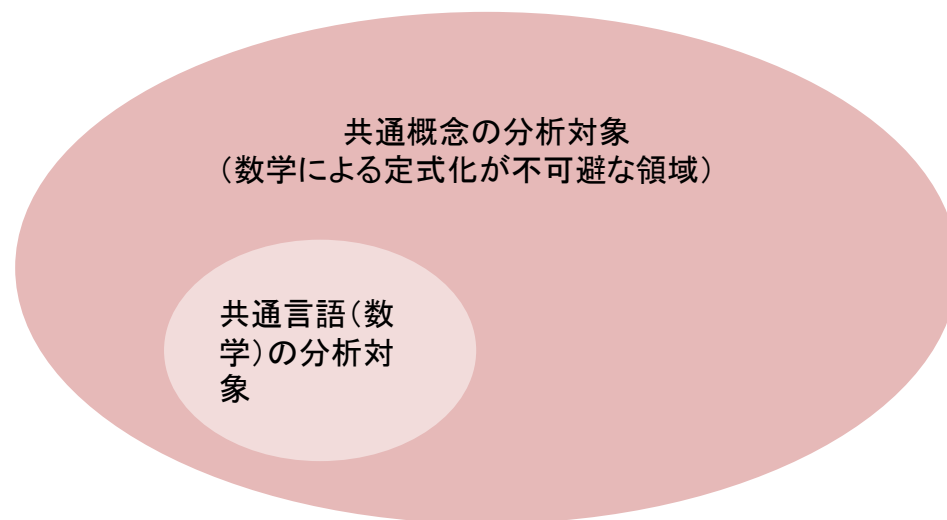 共通概念の分析対象
（数学による定式化が不可避な領域）
共通言語（数
学）の分析対
象